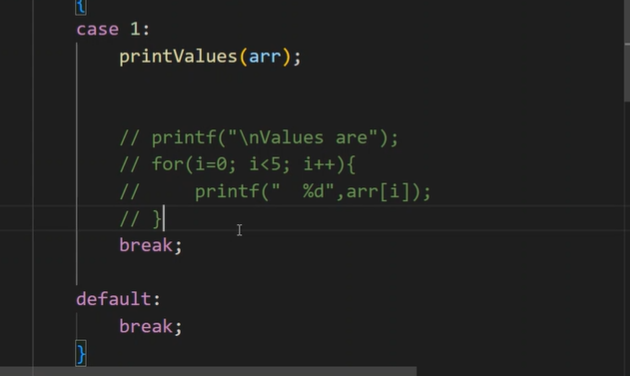 {
case 1:
printValues(arr);
// printf("\nValues are");
// for(i=0; i<5; i++){
//     printf("  %d",arr[i]);
// }
break;
default:
break;
}